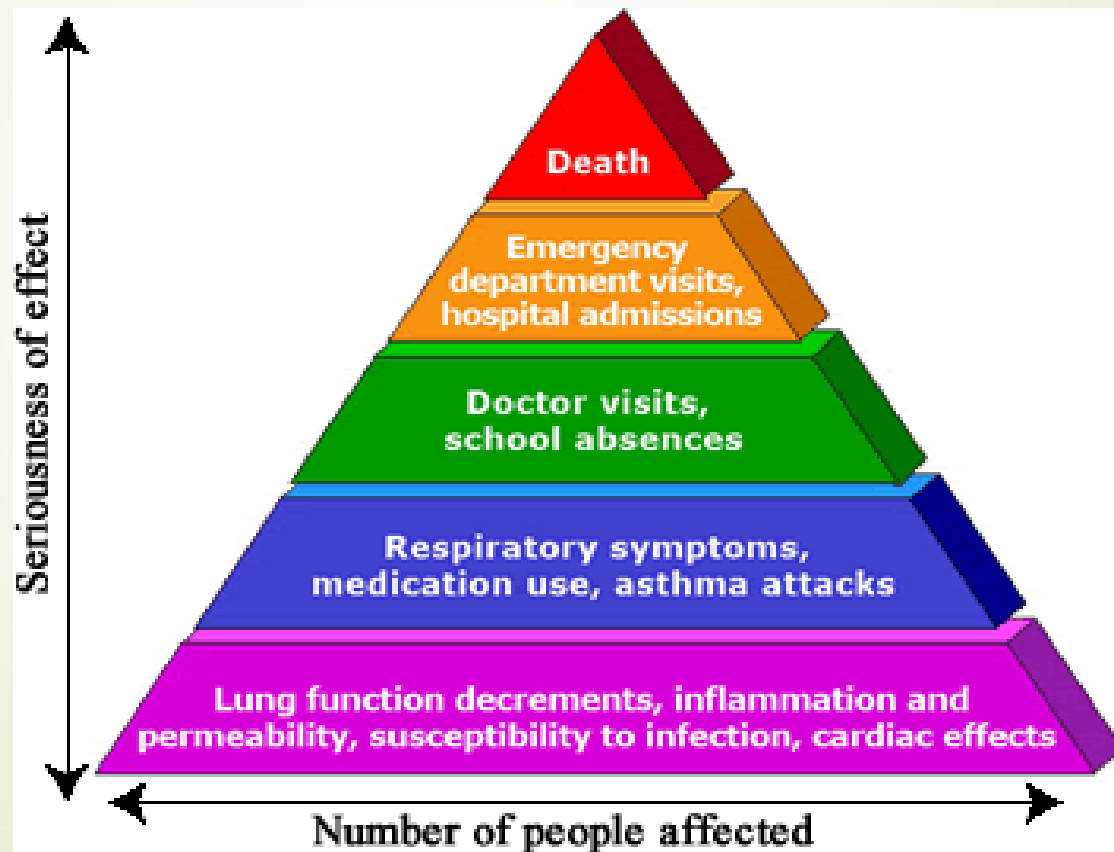 Death
Emergency
department visits,
hospital admissions
Doctor visits,
school absences
Respiratory symptoms,
medication use, asthma attacks
Lung function decrements, inflammation and
permeability, susceptibility to infection, cardiac effects
Seriousness of effect
Number of people affected